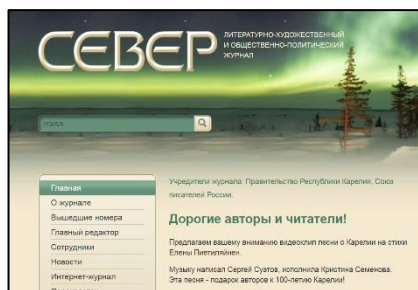 СЕВЕР
ЛИТЕРАТУРНО-ХУДОЖЕСТВЕННЫЙ
И ОБЩЕСТВЕННО-ПОЛИТИЧЕСКИЙ
ЖУРНАЛ
ПОИСК
Главная
О журнале
Вышедшие номера
Главный редактор
Сотрудники
Новости
Интернет-журнал
Учредители журнала: Правительство Республики Карелия, Союз
писателей России.
Дорогие авторы и читатели!
Предлагаем вашему вниманию видеоклип песни о Карелии на стихи
Елены Пиетиляйнен.
Музыку написал Сергей Суэтов, исполнила Кристина Семенова.
Эта песня - подарок авторов к 100-летию Карелии!